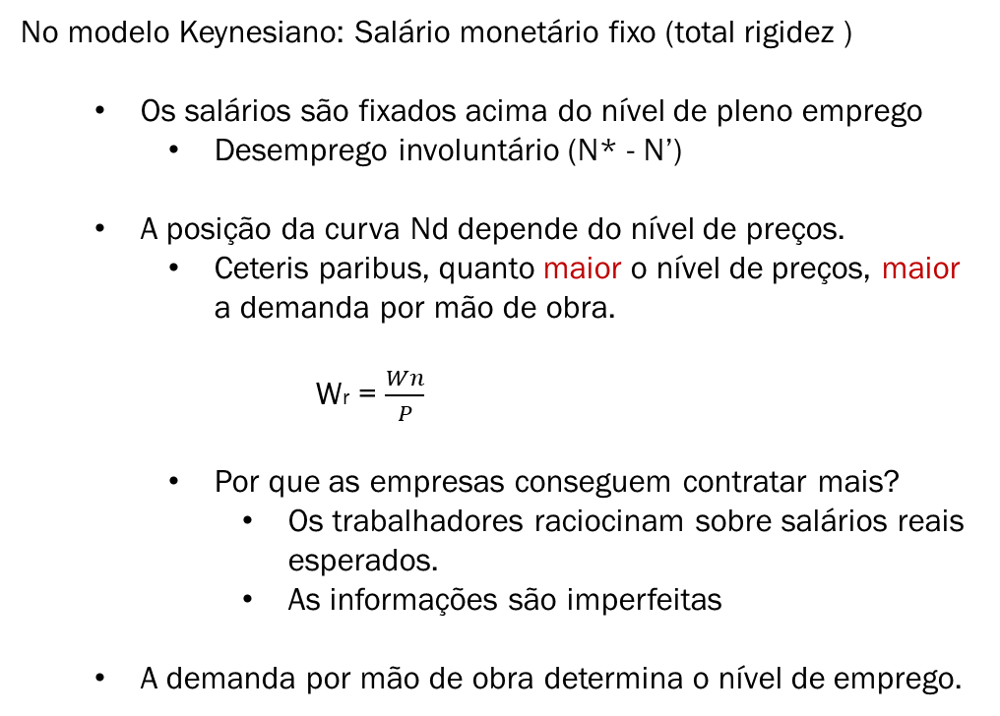 No modelo Keynesiano: Salário monetário fixo (total rigidez )
• Os salários são fixados acima do nível de pleno emprego
• Desemprego involuntário (N* - N’)
• A posição da curva Nd depende do nível de preços.
• Ceteris paribus, quanto maior o nível de preços, maior
a demanda por mão de obra.
Wr = Wn/P
• Por que as empresas conseguem contratar mais?
• Os trabalhadores raciocinam sobre salários reais
esperados.
• As informações são imperfeitas
• A demanda por mão de obra determina o nível de emprego.